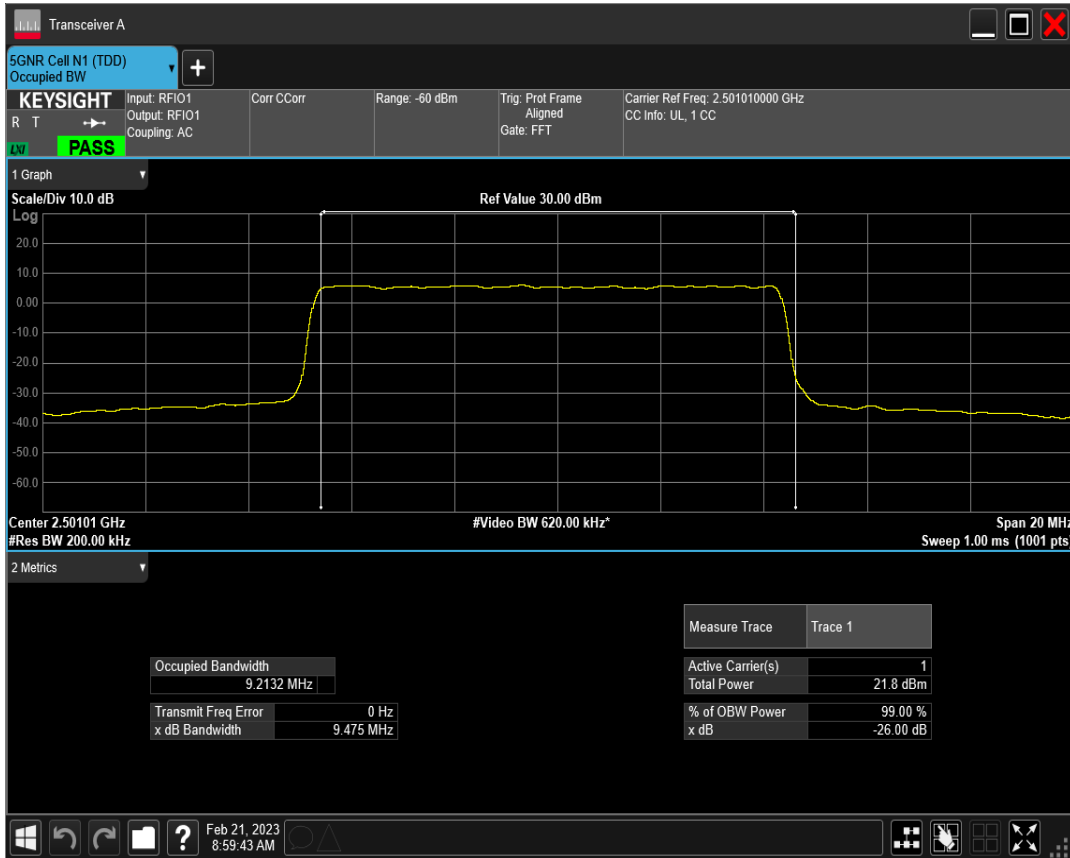 Transceiver A
5GNR Cell N1 (TDD)
Occupied BW
+
KEYSIGHT
R T
LXI
PASS
Input: RFIO1
Output: RFIO1
Coupling: AC
Corr CCorr
Range: -60 dBm
Trig: Prot Frame
Aligned
Gate: FFT
Carrier Ref Freq: 2.501010000 GHz
CC Info: UL, 1 CC
1 Graph
Scale/Div 10.0 dB
Ref Value 30.00 dBm
Log
20.0
10.0
0.00
-10.0
-20.0
-30.0
-40.0
-50.0
-60.0
Center 2.50101 GHz
#Video BW 620.00 kHz*
Span 20 MHz
#Res BW 200.00 kHz
Sweep 1.00 ms (1001 pts)
2 Metrics
Measure Trace Trace 1
Occupied Bandwidth
9.2132 MHz
Active Carrier(s) 1
Total Power 21.8 dBm
Transmit Freq Error 0 Hz
x dB Bandwidth 9.475 MHz
% of OBW Power 99.00 %
x dB -26.00 dB
?
Feb 21, 2023
8:59:43 AM